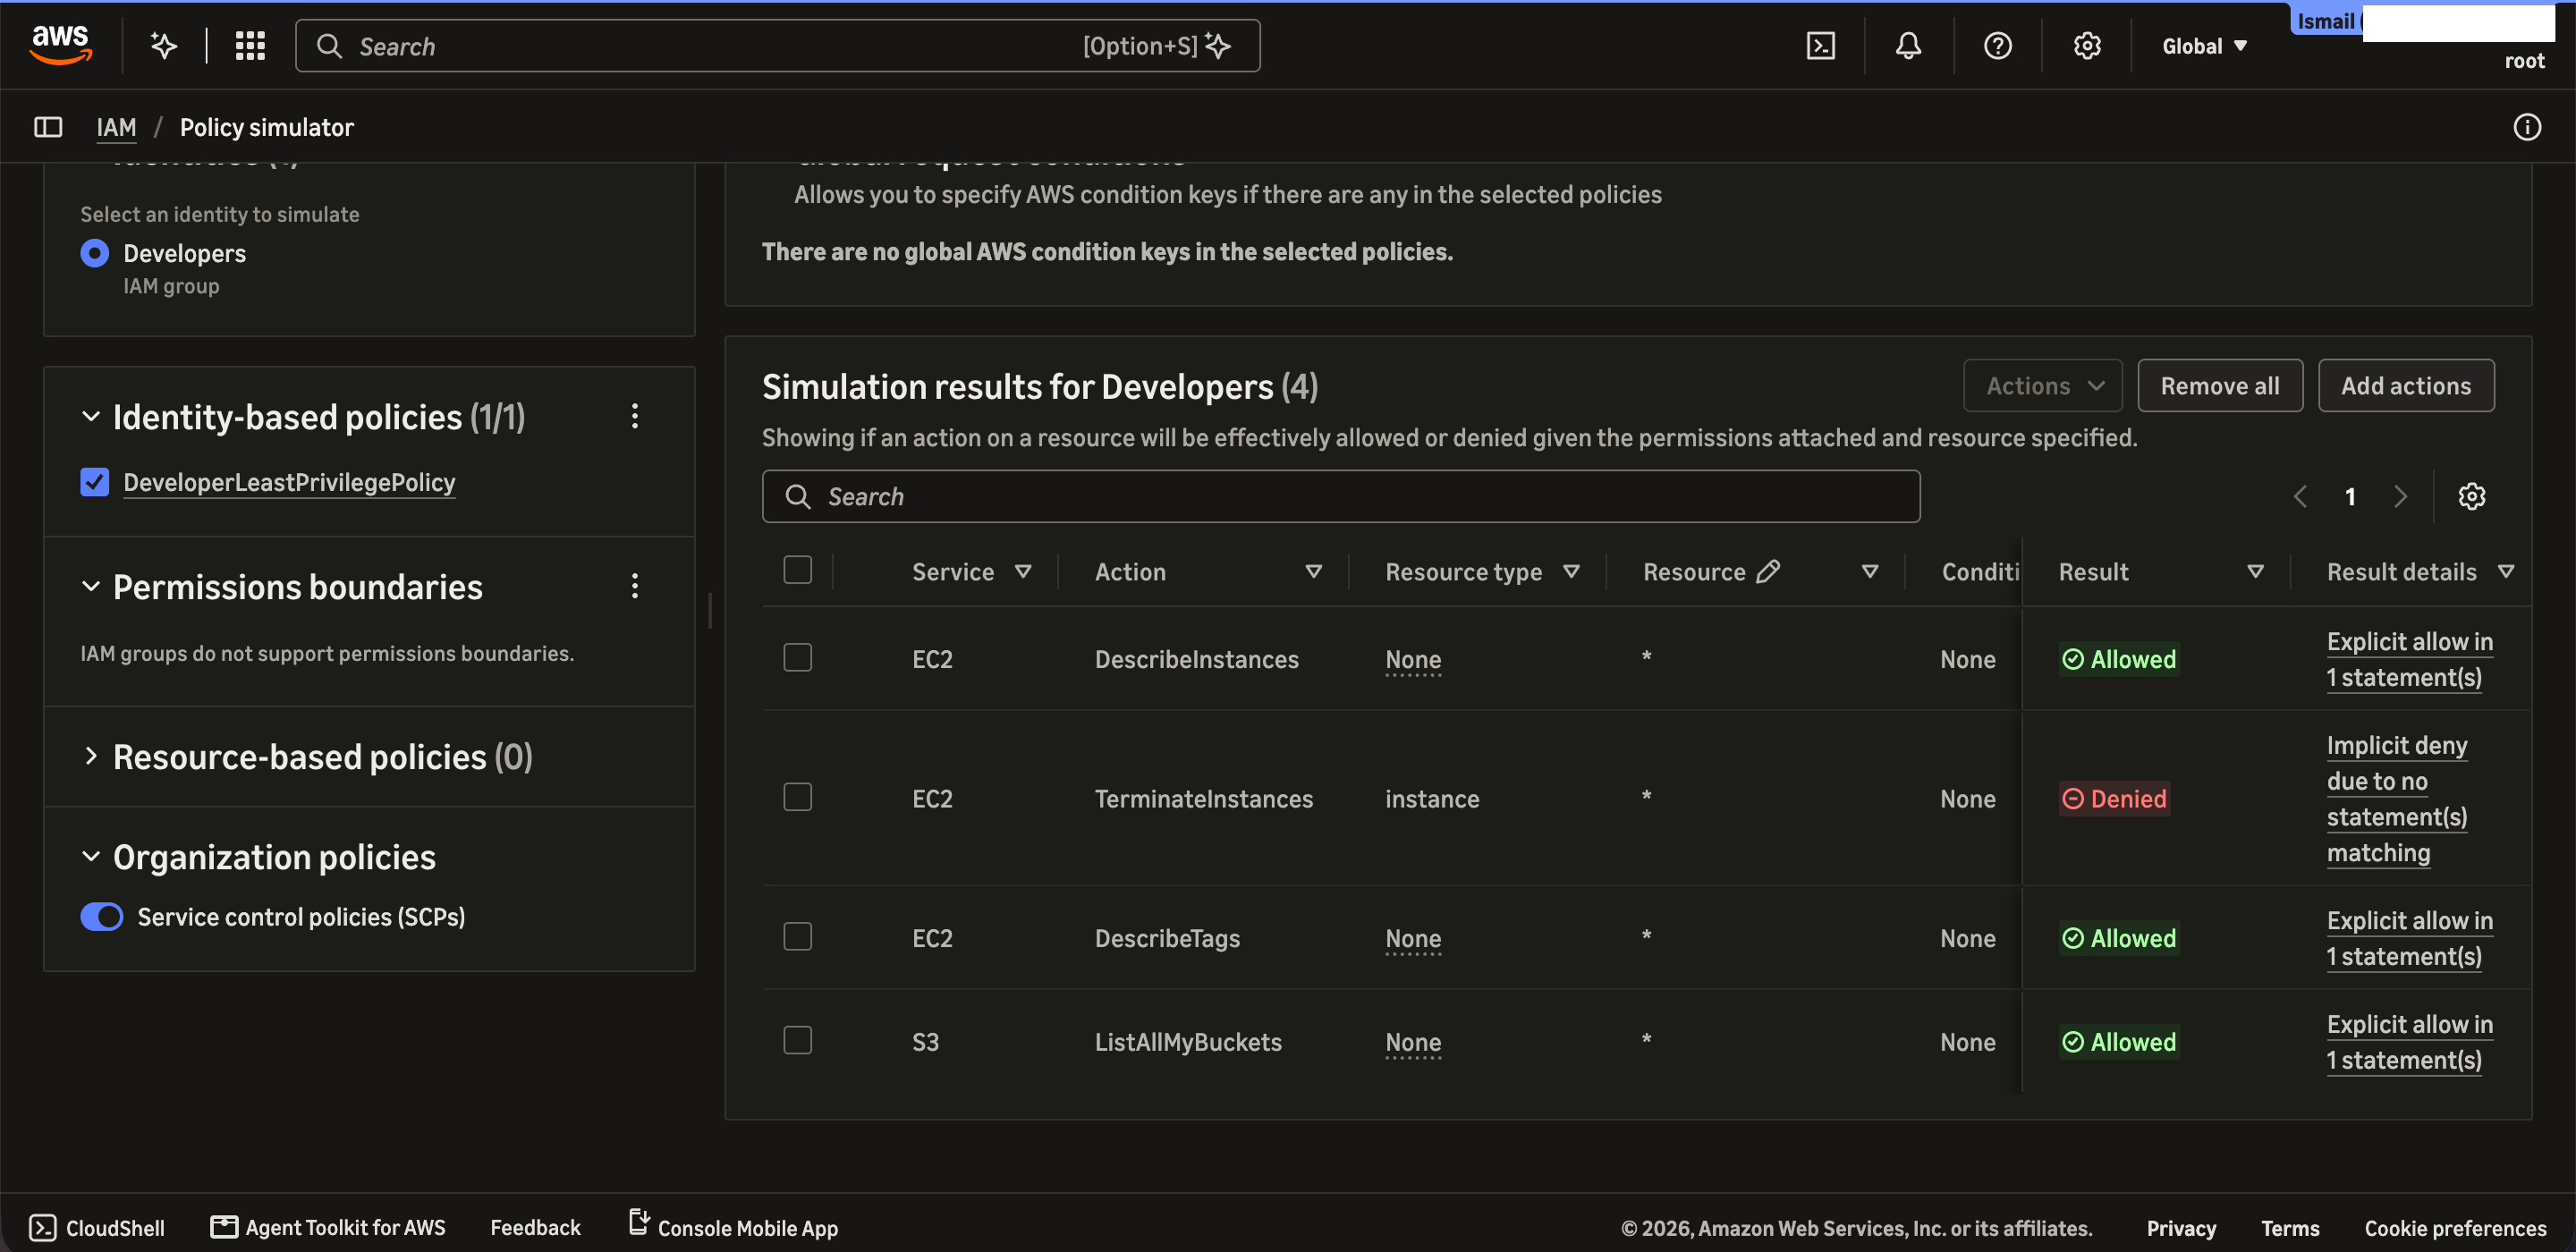 aws
Search
[Option+S]
Global
Ismail (
root
IAM / Policy simulator
Select an identity to simulate
Developers
IAM group
Identity-based policies (1/1)
DeveloperLeastPrivilegePolicy
Permissions boundaries
IAM groups do not support permissions boundaries.
Resource-based policies (0)
Organization policies
Service control policies (SCPs)
Allows you to specify AWS condition keys if there are any in the selected policies
There are no global AWS condition keys in the selected policies.
Simulation results for Developers (4)
Actions
Remove all
Add actions
Showing if an action on a resource will be effectively allowed or denied given the permissions attached and resource specified.
Search
1
Service Action Resource type Resource Conditi Result Result details
EC2 DescribeInstances None * None Allowed Explicit allow in
1 statement(s)
EC2 TerminateInstances instance * None Denied Implicit deny
due to no
statement(s)
matching
EC2 DescribeTags None * None Allowed Explicit allow in
1 statement(s)
S3 ListAllMyBuckets None * None Allowed Explicit allow in
1 statement(s)
CloudShell
Agent Toolkit for AWS
Feedback
Console Mobile App
© 2026, Amazon Web Services, Inc. or its affiliates.
Privacy
Terms
Cookie preferences